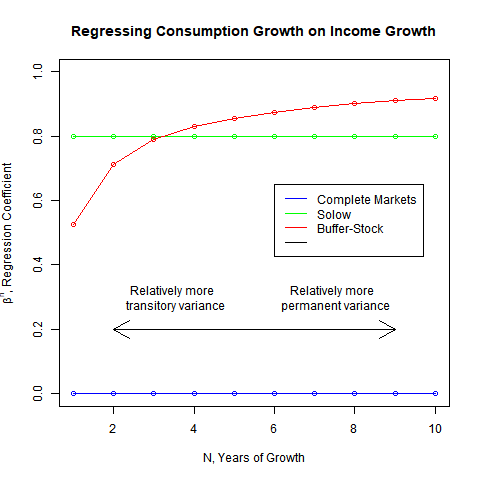 Regressing Consumption Growth on Income Growth
βⁿ, Regression Coefficient
1.0
0.8
0.6
0.4
0.2
0.0
Complete Markets
Solow
Buffer-Stock
Relatively more
transitory variance
Relatively more
permanent variance
2
4
6
8
10
N, Years of Growth